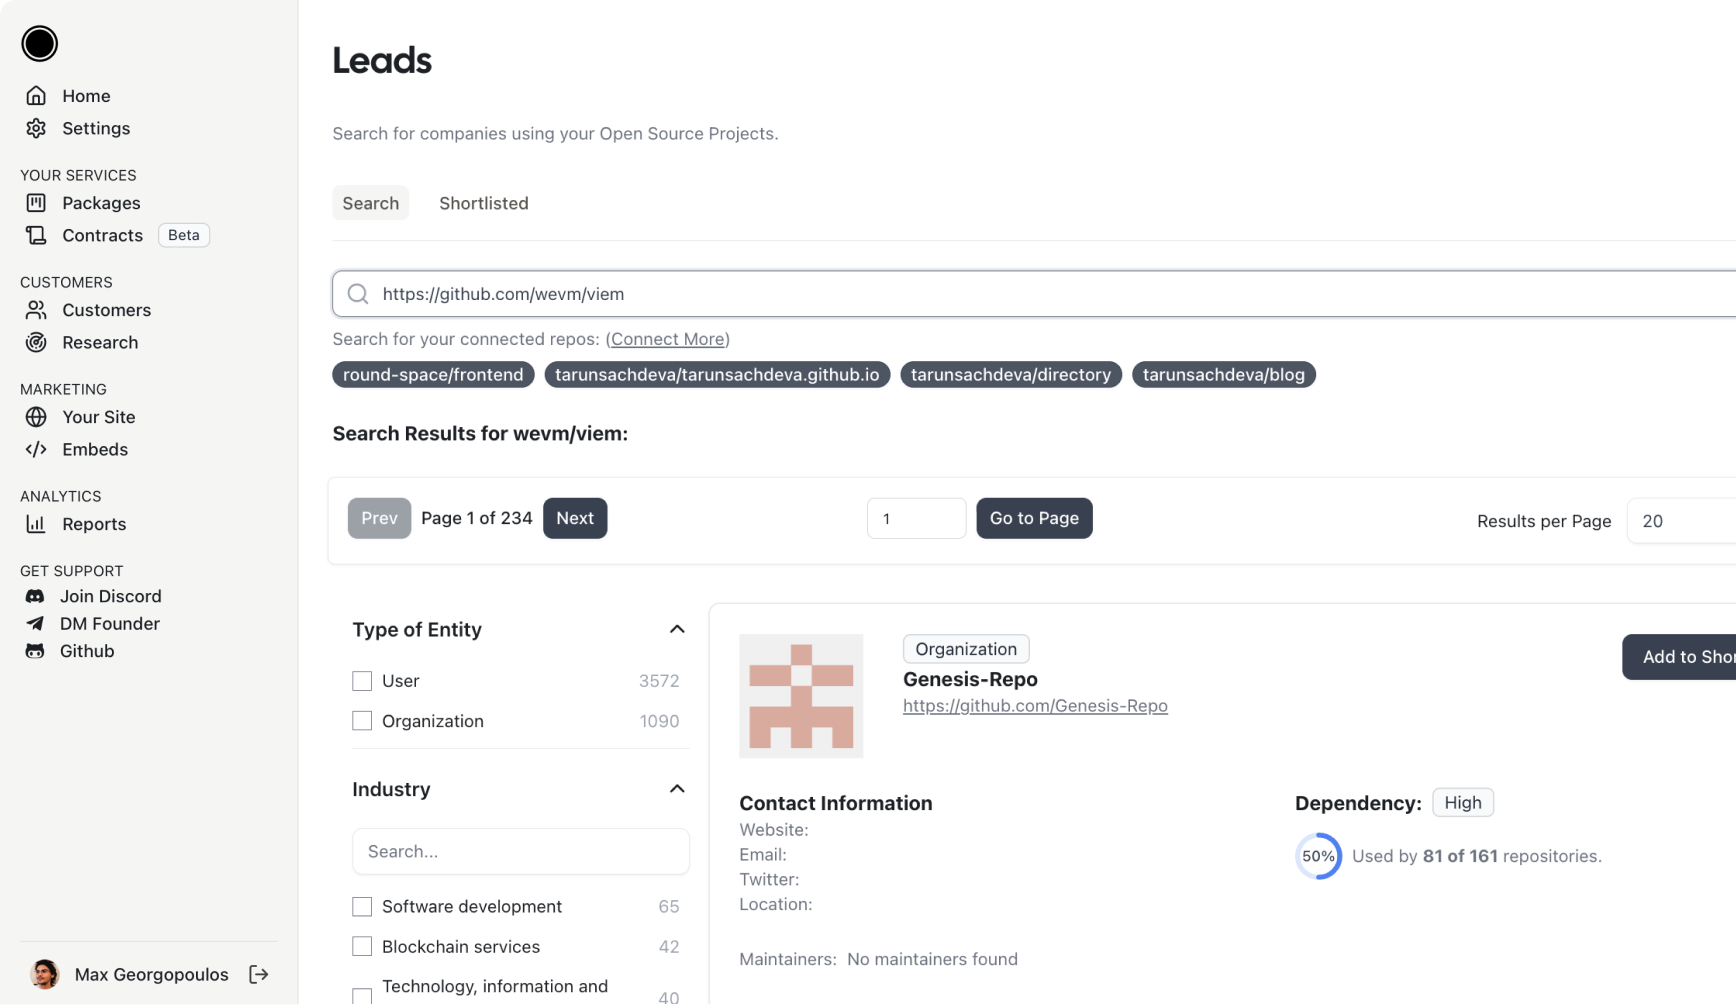 Home
Settings
YOUR SERVICES
Packages
Contracts Beta
CUSTOMERS
Customers
Research
MARKETING
Your Site
Embeds
ANALYTICS
Reports
GET SUPPORT
Join Discord
DM Founder
Github
Max Georgopoulos
Leads
Search for companies using your Open Source Projects.
Search Shortlisted
https://github.com/wevm/viem
Search for your connected repos: (Connect More)
round-space/frontend tarunsachdeva/tarunsachdeva.github.io tarunsachdeva/directory tarunsachdeva/blog
Search Results for wevm/viem:
Prev Page 1 of 234 Next 1 Go to Page Results per Page 20
Type of Entity
User 3572
Organization 1090
Industry
Search...
Software development 65
Blockchain services 42
Technology, information and
40
Organization
Genesis-Repo
https://github.com/Genesis-Repo
Add to Shor
Contact Information
Website:
Email:
Twitter:
Location:
Maintainers: No maintainers found
Dependency: High
50% Used by 81 of 161 repositories.